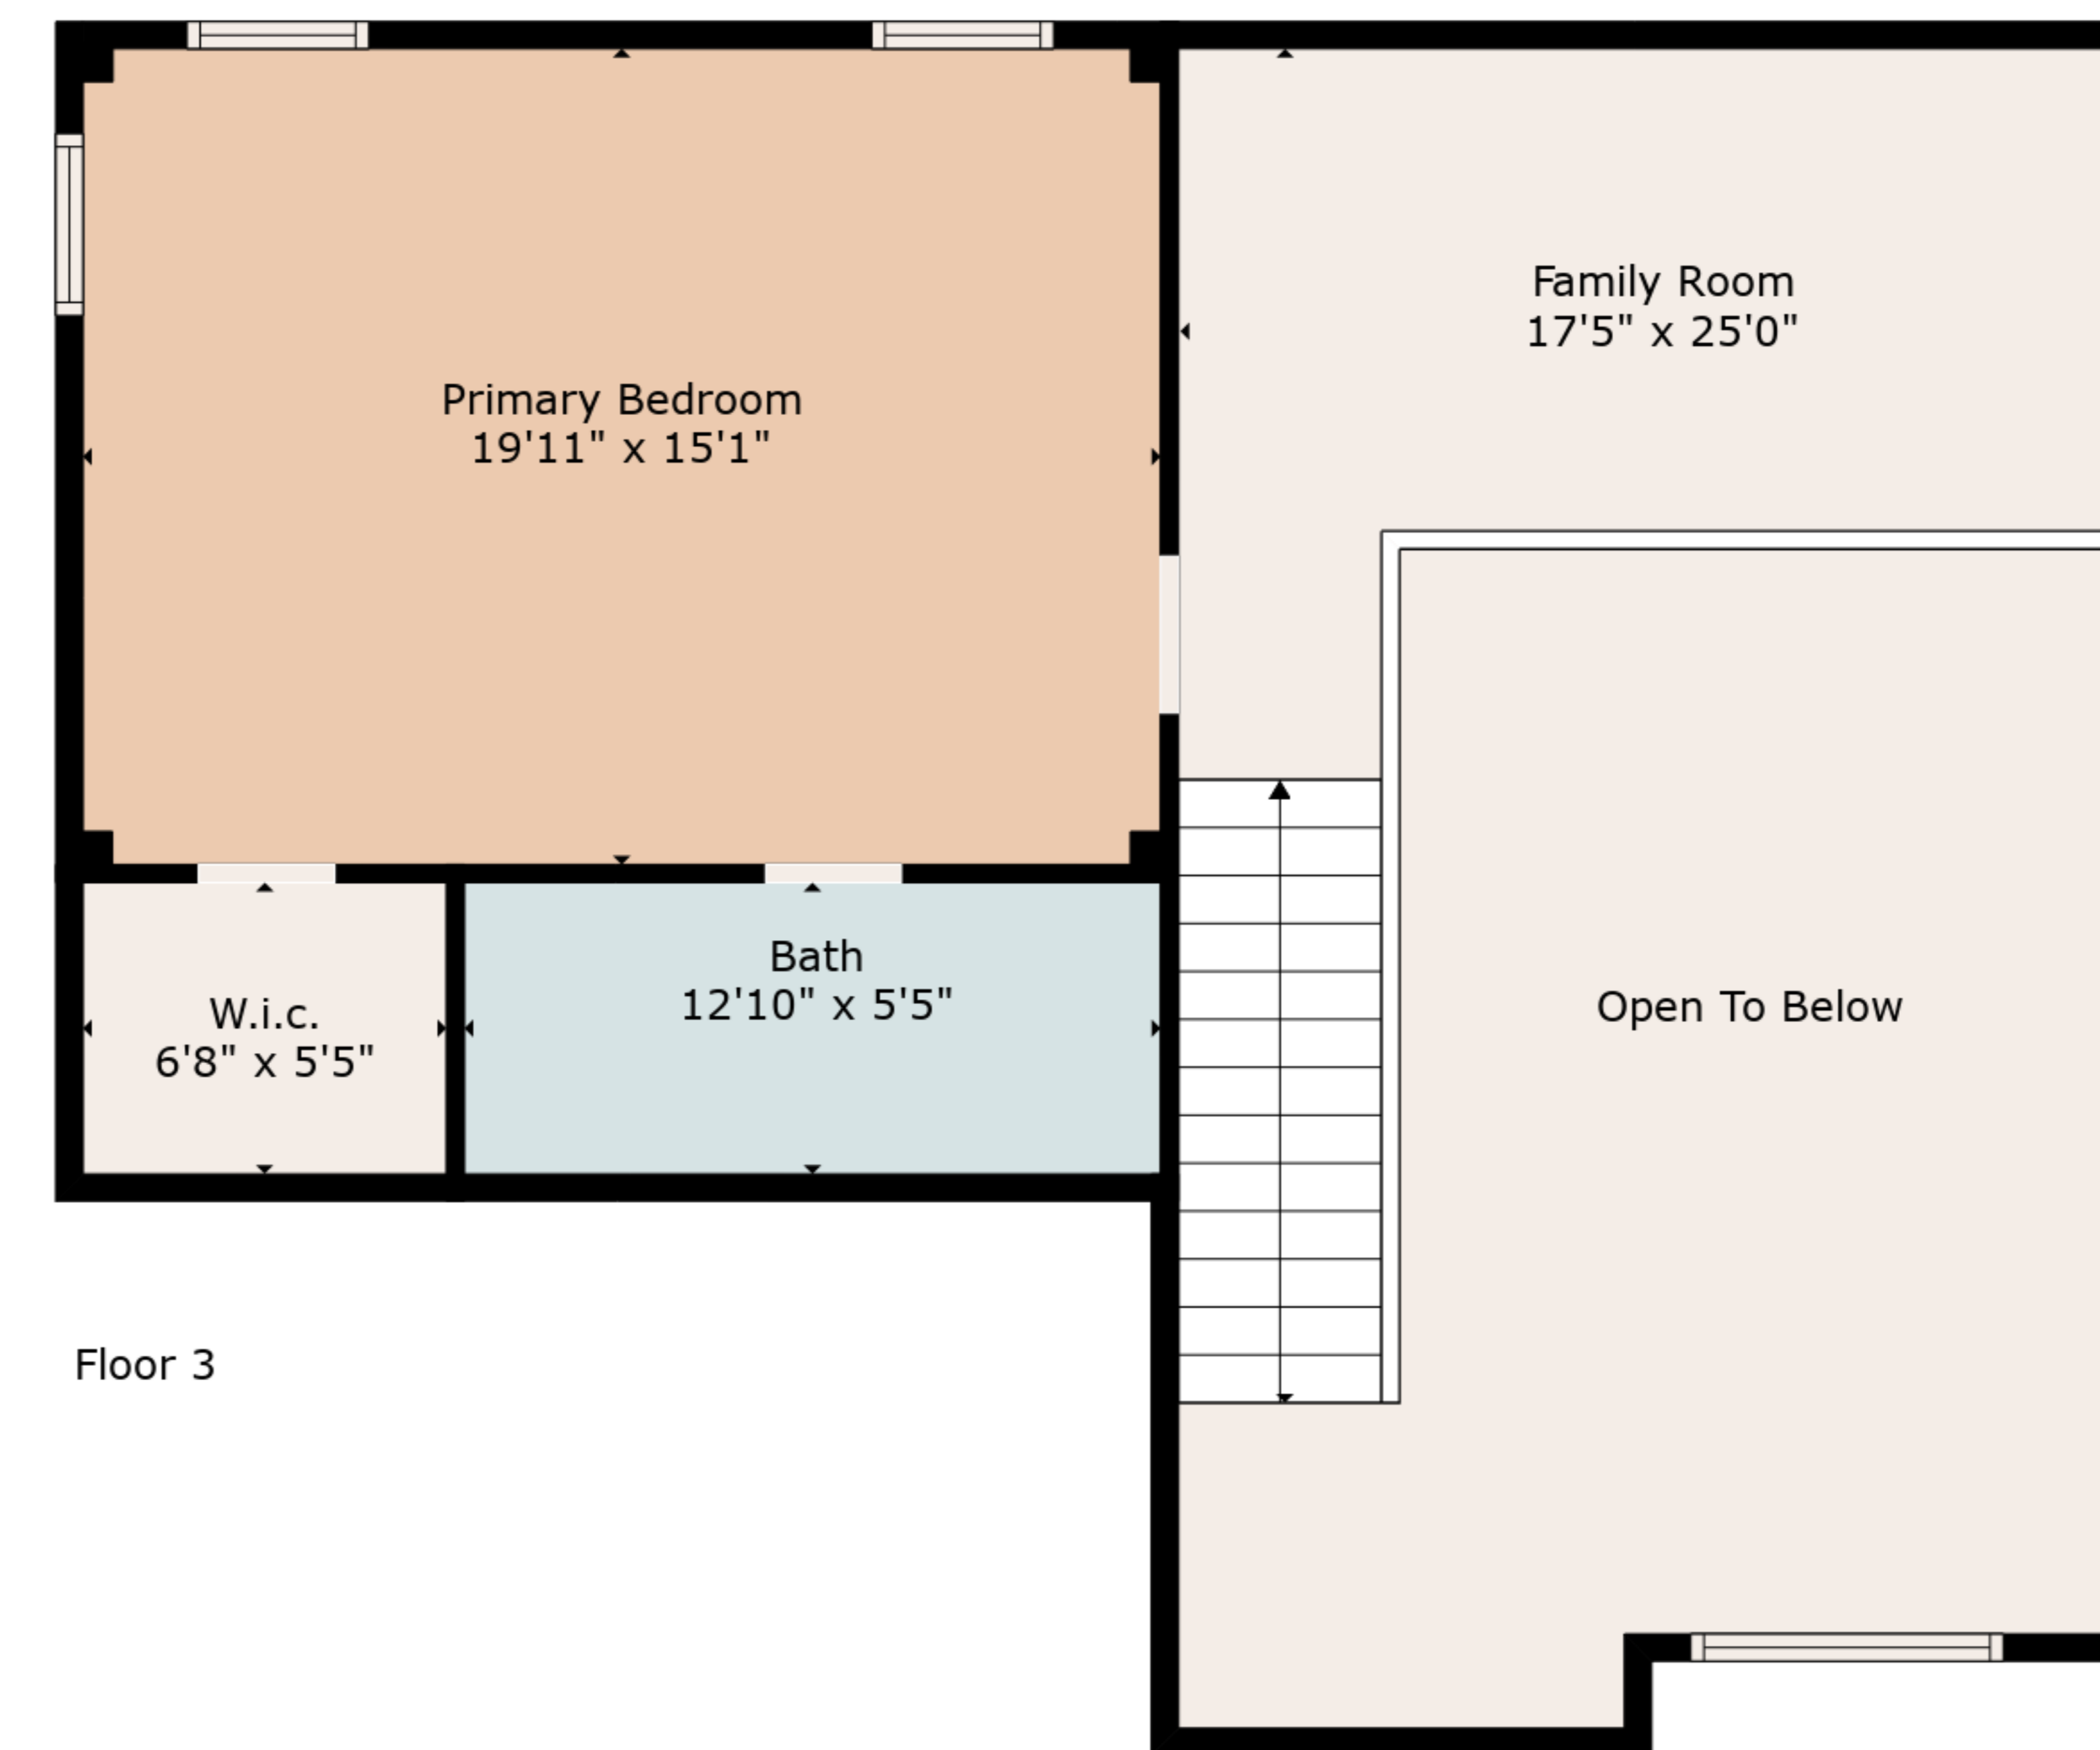 Family Room
17'5" x 25'0"
Primary Bedroom
19'11" x 15'1"
Bath
12'10" x 5'5"
W.i.c.
6'8" x 5'5"
Open To Below
Floor 3